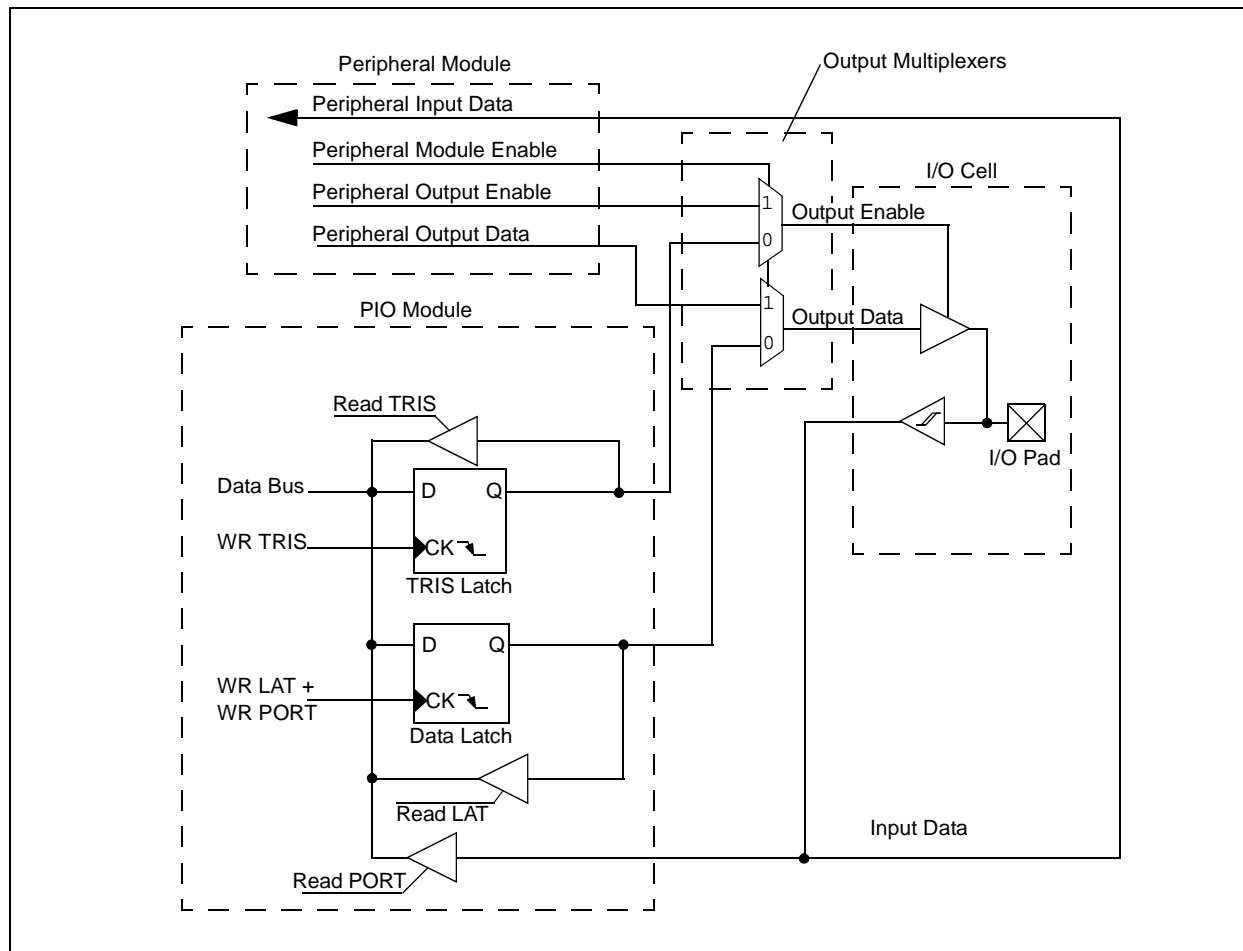 Output Multiplexers
Peripheral Module
Peripheral Input Data
Peripheral Module Enable
Peripheral Output Enable
Peripheral Output Data
I/O Cell
1
0
Output Enable
1
0
Output Data
I/O Pad
PIO Module
Read TRIS
Data Bus
D
Q
WR TRIS
CK
TRIS Latch
D
Q
WR LAT +
WR PORT
CK
Data Latch
Read LAT
Read PORT
Input Data